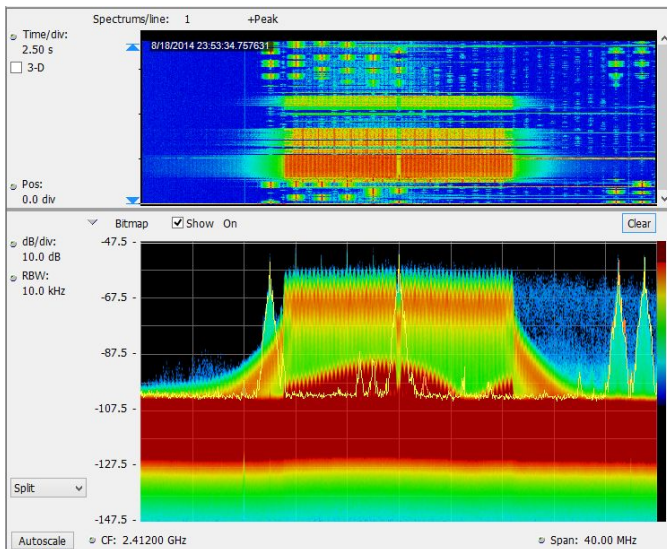 Spectrums/line: 1 +Peak
Time/div:
2.50 s
8/18/2014 23:53:34.757631
3-D
Pos:
0.0 div
Bitmap Show On Clear
dB/div:
10.0 dB
RBW:
10.0 kHz
-47.5
-67.5
-87.5
-107.5
-127.5
-147.5
Split
Autoscale CF: 2.41200 GHz Span: 40.00 MHz